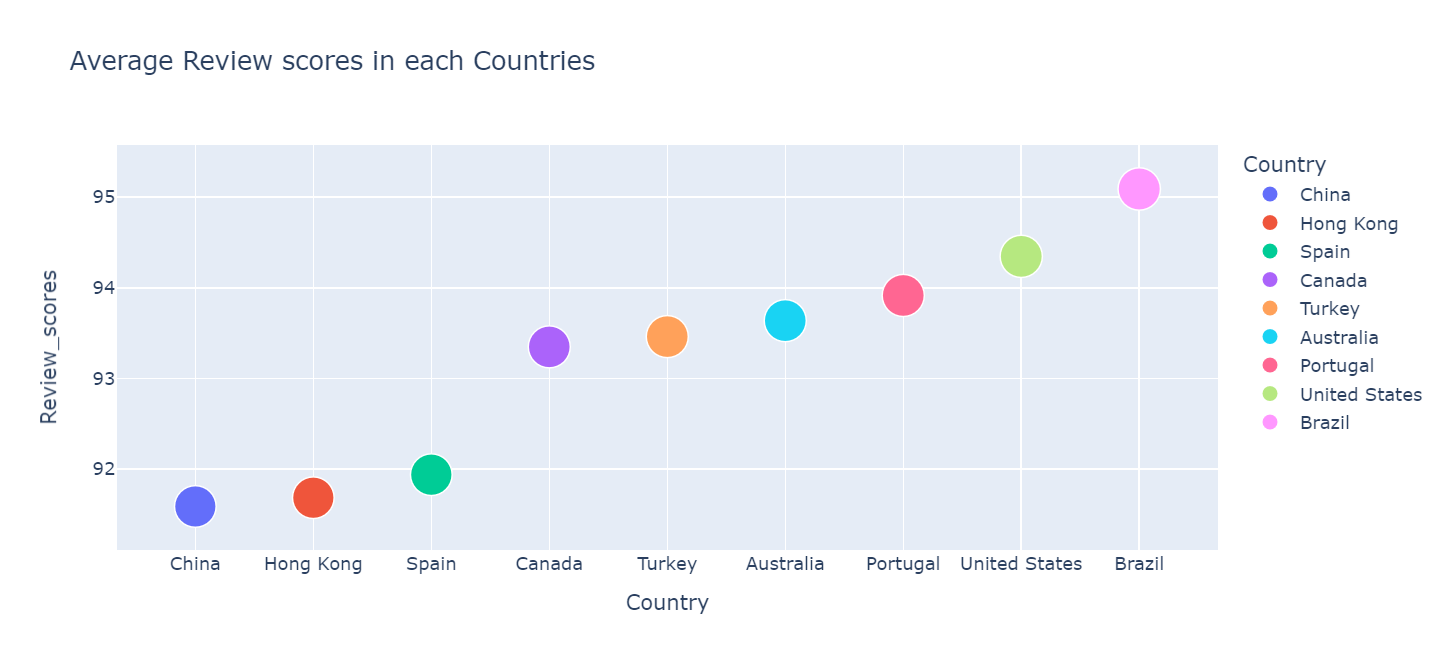 Average Review scores in each Countries
Review_scores
95
94
93
92
China
Hong Kong
Spain
Canada
Turkey
Australia
Portugal
United States
Brazil
Country
Country
China
Hong Kong
Spain
Canada
Turkey
Australia
Portugal
United States
Brazil